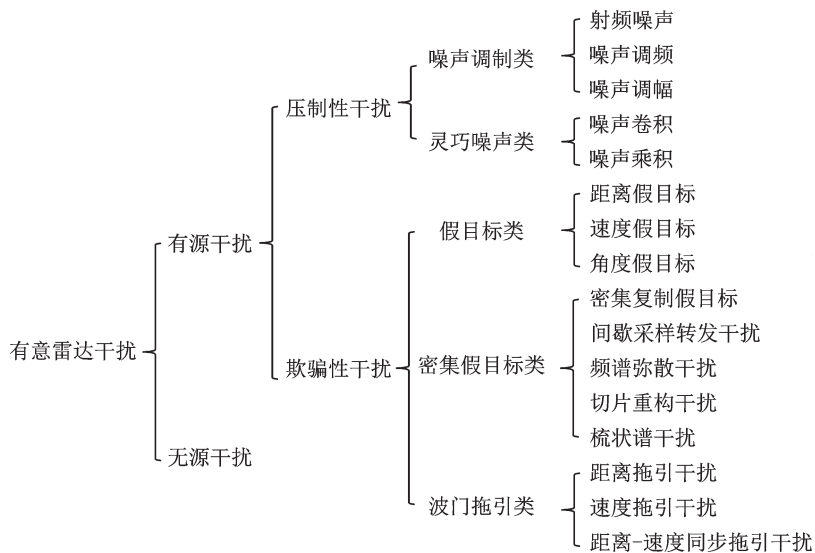 射频噪声
噪声调制类
噪声调频
噪声调幅
压制性干扰
噪声卷积
灵巧噪声类
噪声乘积
距离假目标
假目标类
速度假目标
有源干扰
角度假目标
密集复制假目标
间歇采样转发干扰
有意雷达干扰
欺骗性干扰
密集假目标类
频谱弥散干扰
切片重构干扰
梳状谱干扰
无源干扰
距离拖引干扰
波门拖引类
速度拖引干扰
距离-速度同步拖引干扰